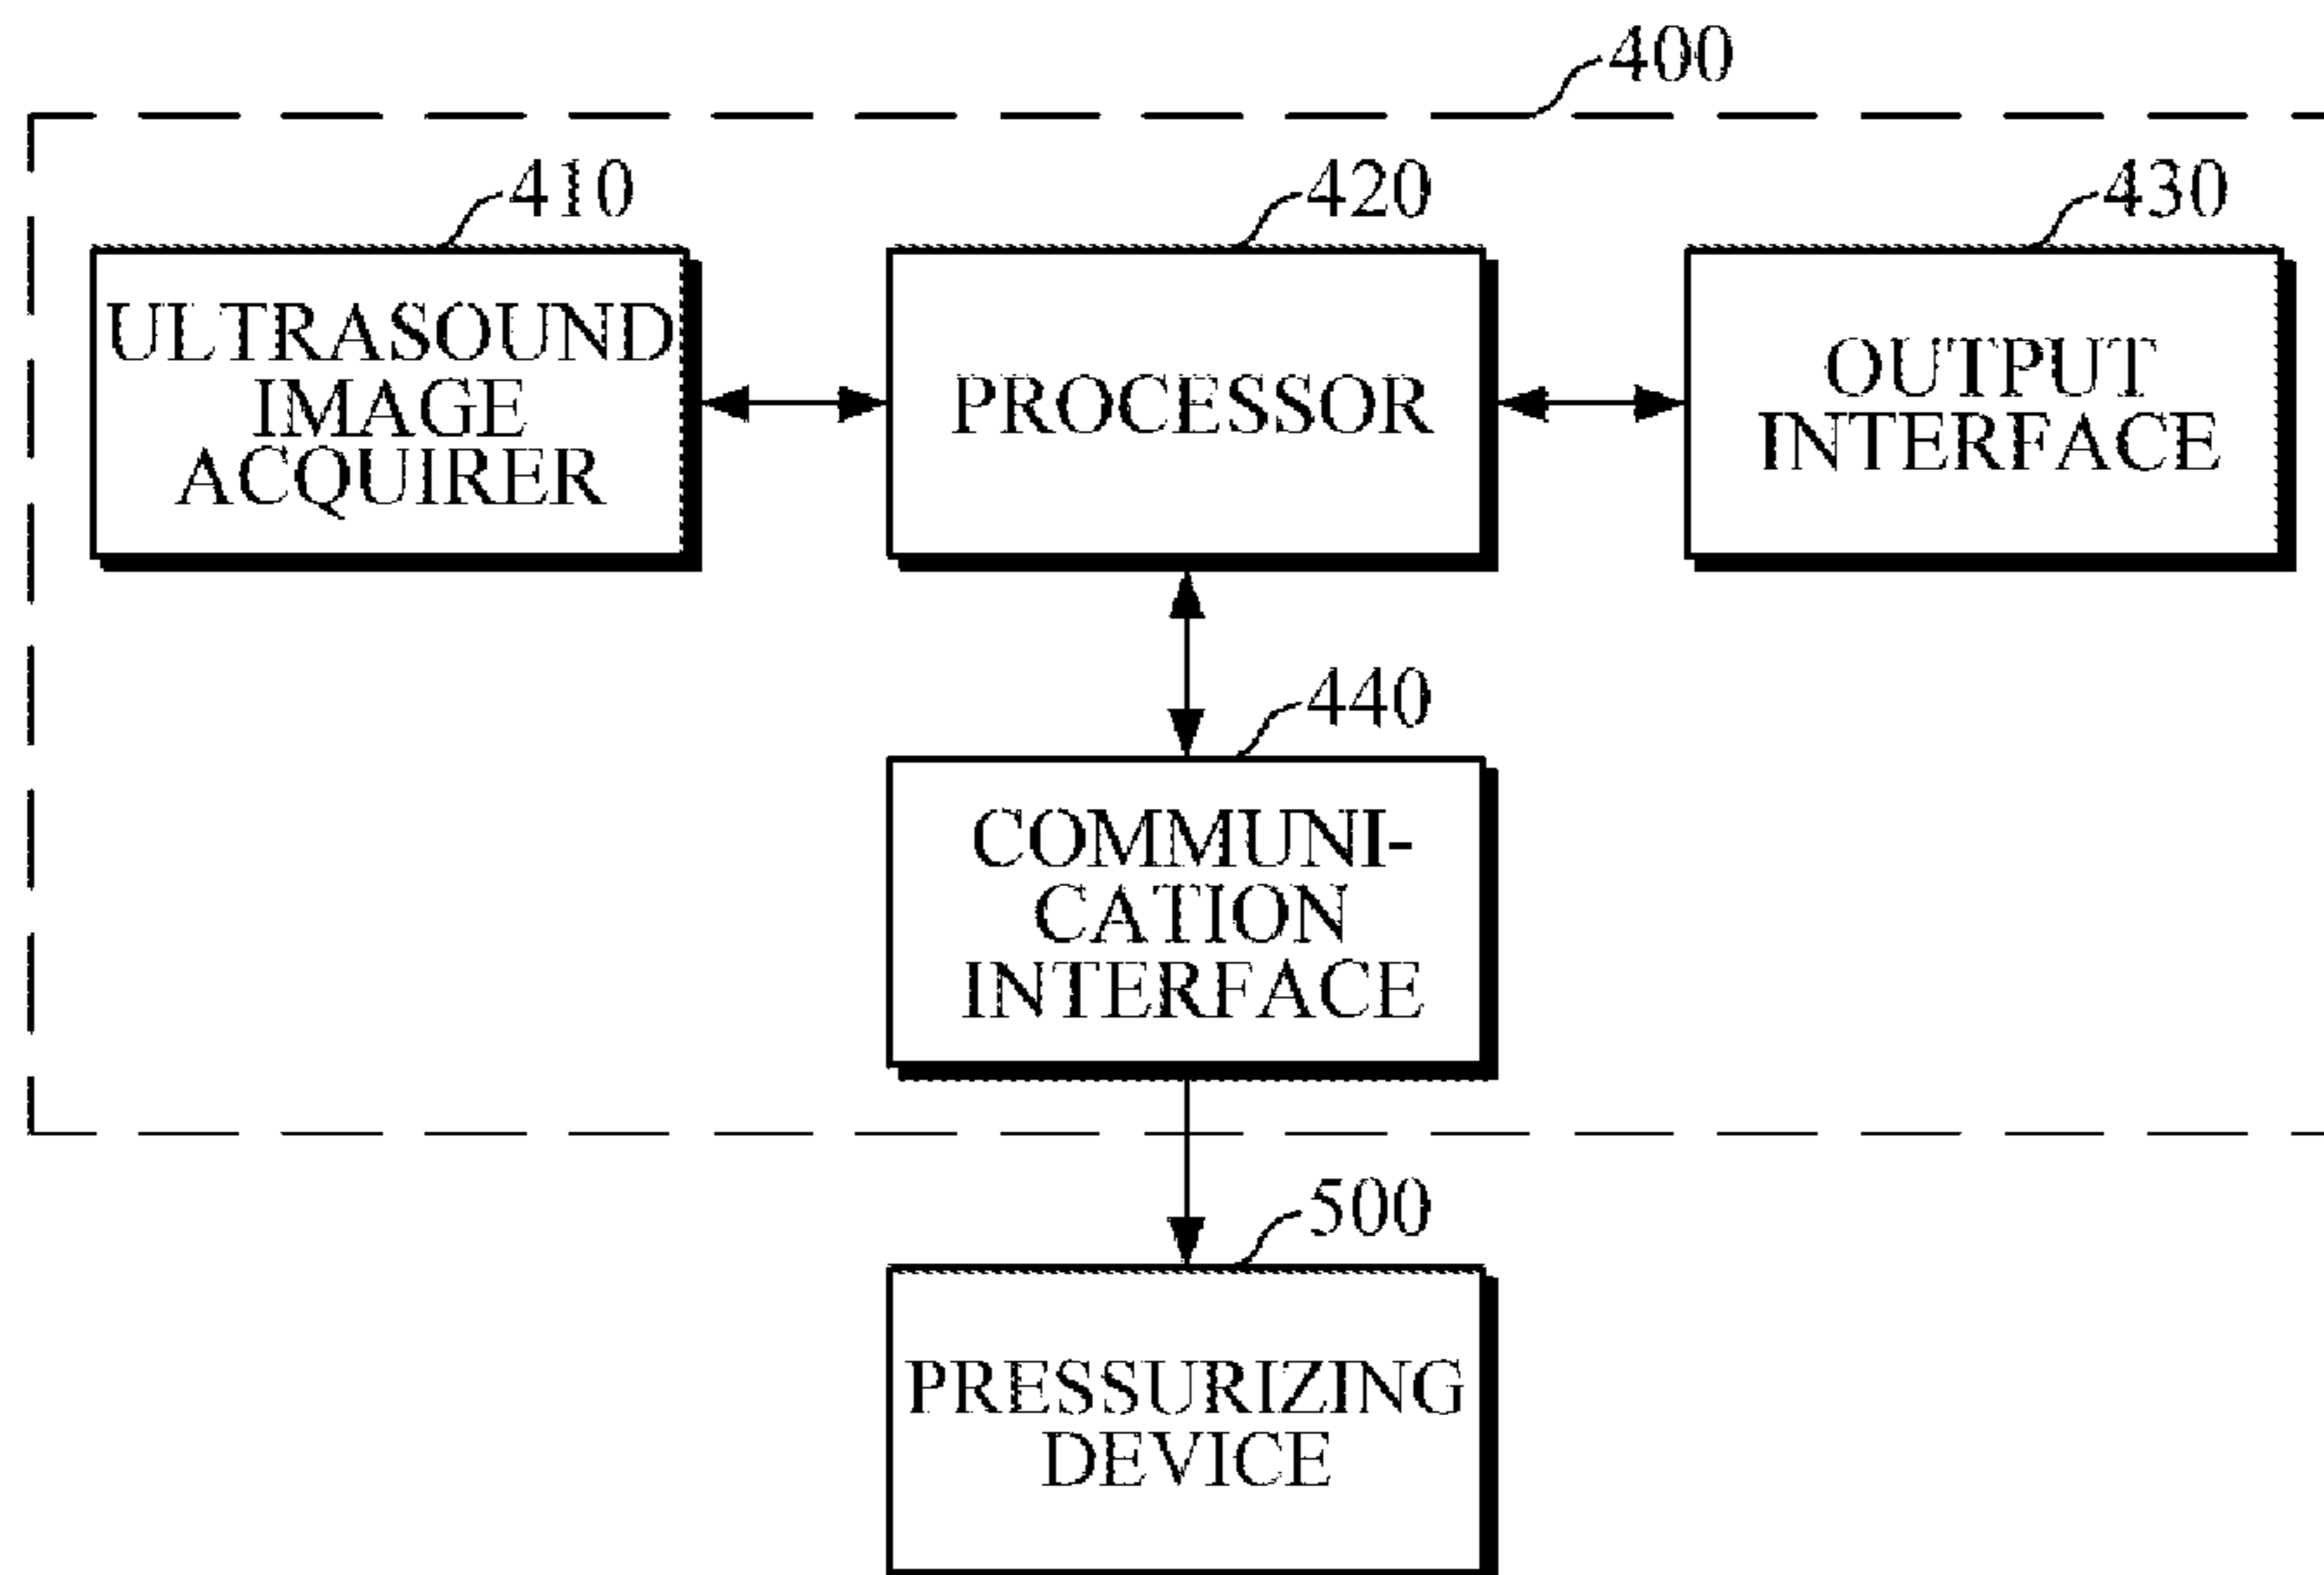 400
410
420
430
ULTRASOUND
IMAGE
ACQUIRER
PROCESSOR
OUTPUT
INTERFACE
440
COMMUNI-
CATION
INTERFACE
500
PRESSURIZING
DEVICE